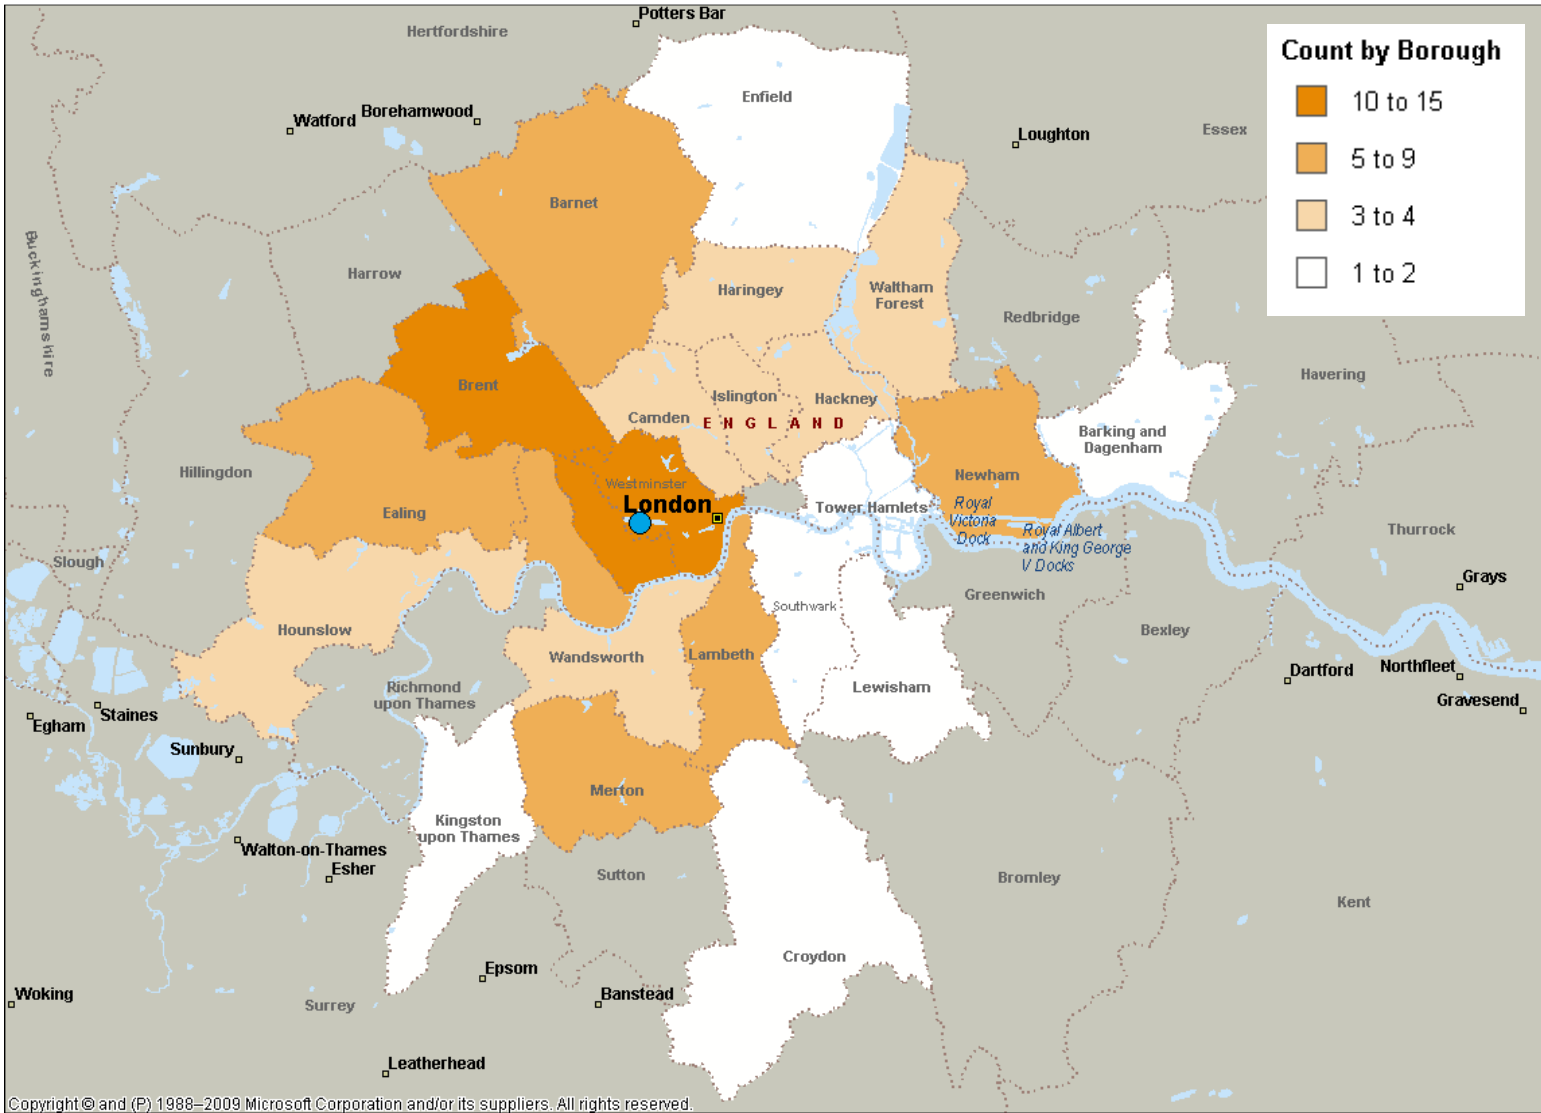 Potters Bar
Hertfordshire
Count by Borough
10 to 15
5 to 9
3 to 4
1 to 2
Enfield
Borehamwood
Watford
Loughton
Essex
Barnet
Buckinghamshire
Harrow
Haringey
Waltham
Forest
Redbridge
Havering
Brent
Islington
Hackney
Camden
ENGLAND
Barking and
Dagenham
Hillingdon
Westminster
Newham
London
Tower Hamlets
Royal
Victoria
Dock
Ealing
Royal Albert
and King George
V Docks
Thurrock
Slough
Grays
Greenwich
Southwark
Hounslow
Bexley
Wandsworth
Lambeth
Dartford
Northfleet
Richmond
upon Thames
Lewisham
Gravesend
Staines
Egham
Sunbury
Merton
Kingston
upon Thames
Walton-on-Thames
Esher
Sutton
Bromley
Kent
Croydon
Epsom
Woking
Surrey
Banstead
Leatherhead
Copyright © and (P) 1988–2009 Microsoft Corporation and/or its suppliers. All rights reserved.